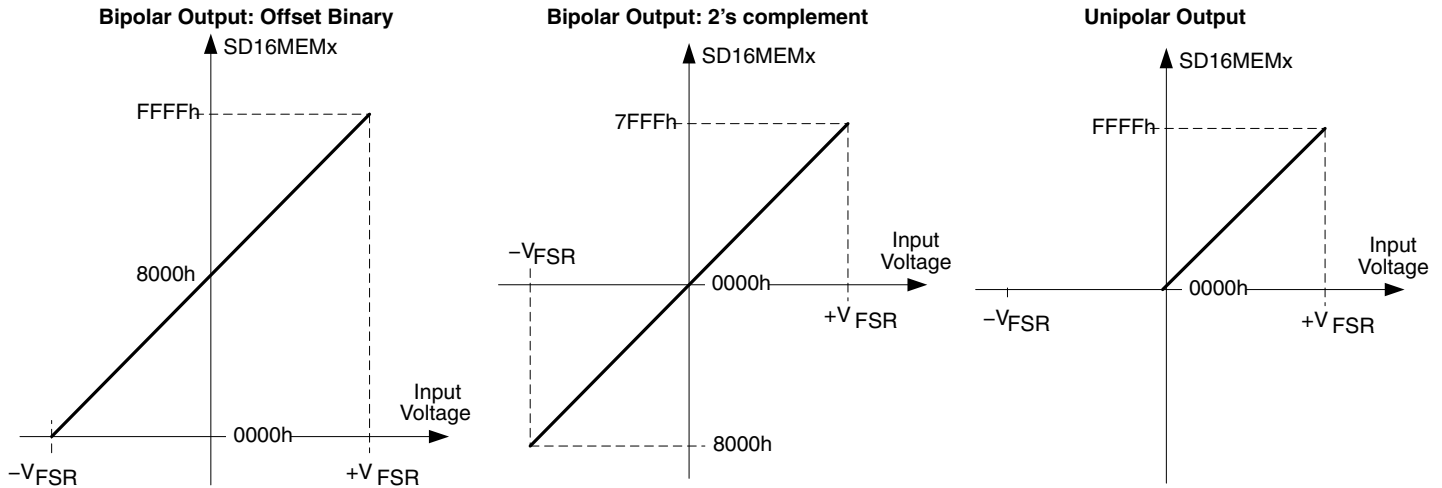 Bipolar Output: Offset Binary
SD16MEMx
FFFFh
8000h
Input
Voltage
0000h
–VFSR
+VFSR
Bipolar Output: 2's complement
SD16MEMx
7FFFh
–VFSR
Input
Voltage
0000h
+VFSR
8000h
Unipolar Output
SD16MEMx
FFFFh
Input
Voltage
0000h
–VFSR
+VFSR